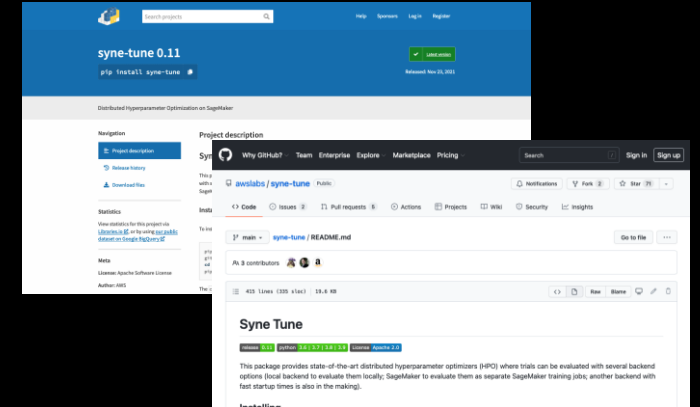 Search projects
Help Sponsors Log in Register
syne-tune 0.11
pip install syne-tune
Latest version
Released: Nov 23, 2021
Distributed Hyperparameter Optimization on SageMaker
Navigation
Project description
Release history
Download files
Statistics
View statistics for this project via
Libraries.io, or by using our public
dataset on Google BigQuery
Meta
License: Apache Software License
Author: AWS
Project description
Why GitHub? Team Enterprise Explore Marketplace Pricing
Search /
Sign in Sign up
awslabs / syne-tune Public
Notifications Fork 2 Star 71
Code Issues 2 Pull requests 6 Actions Projects Wiki Security Insights
main syne-tune / README.md
Go to file ...
3 contributors
415 lines (335 sloc) 19.6 KB
<> Raw Blame
Syne Tune
release 0.11 python 3.6 | 3.7 | 3.8 | 3.9 License Apache 2.0
This package provides state-of-the-art distributed hyperparameter optimizers (HPO) where trials can be evaluated with several backend
options (local backend to evaluate them locally; SageMaker to evaluate them as separate SageMaker training jobs; another backend with
fast startup times is also in the making).
Installing